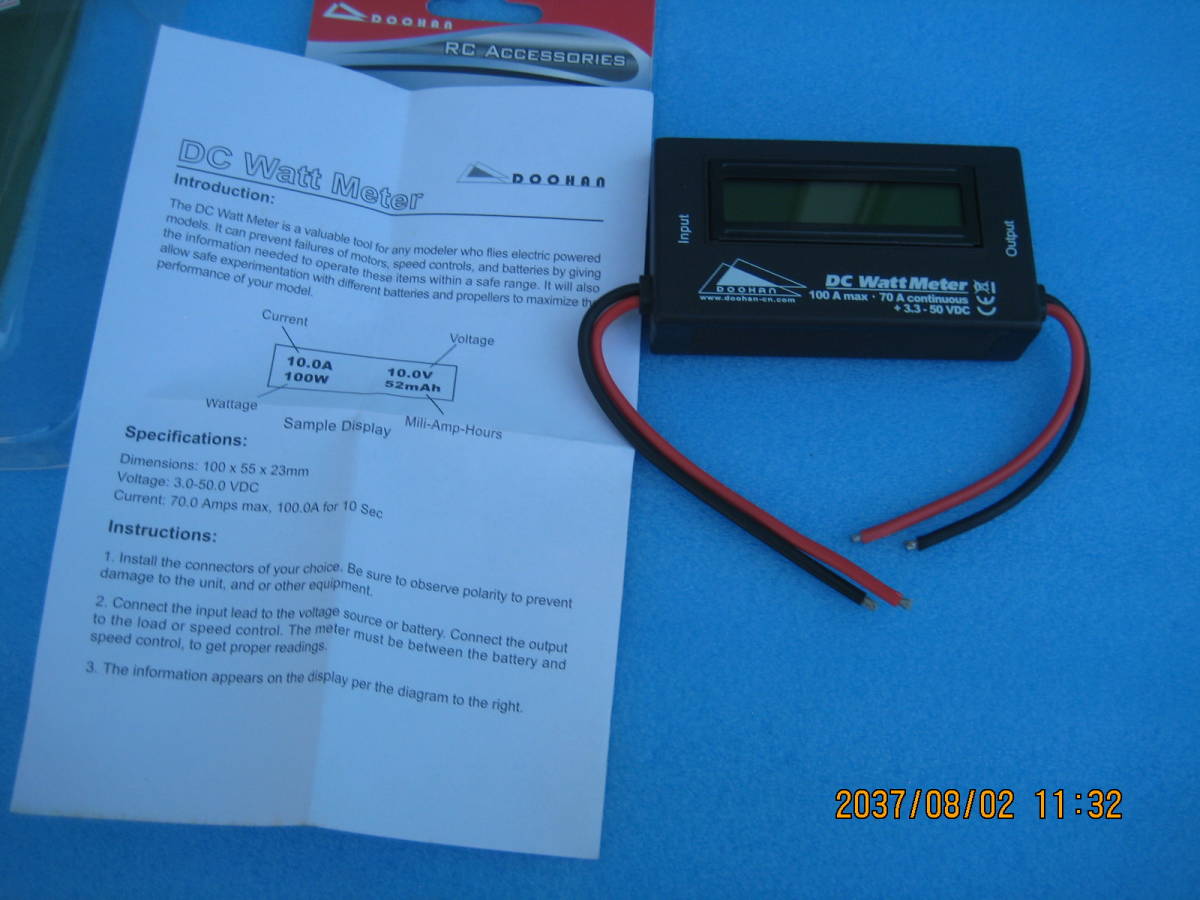 DOOHAN
RC ACCESSORIES
DC Watt Meter
DOOHAN
Introduction:
The DC Watt Meter is a valuable tool for any modeler who flies electric powered
models. It can prevent failures of motors, speed controls, and batteries by giving
the information needed to operate these items within a safe range. It will also
allow safe experimentation with different batteries and propellers to maximize the
performance of your model.
Current
Voltage
10.0A 10.0V
100W 52mAh
Wattage
Sample Display
Mili-Amp-Hours
Specifications:
Dimensions: 100 x 55 x 23mm
Voltage: 3.0-50.0 VDC
Current: 70.0 Amps max, 100.0A for 10 Sec
Instructions:
1. Install the connectors of your choice. Be sure to observe polarity to prevent
damage to the unit, and or other equipment.
2. Connect the input lead to the voltage source or battery. Connect the output
to the load or speed control. The meter must be between the battery and
speed control, to get proper readings.
3. The information appears on the display per the diagram to the right.
Input
Output
DOOHAN
www.doohan-cn.com
DC WattMeter
100 A max · 70 A continuous
+ 3.3 - 50 VDC
CE
2037/08/02 11:32